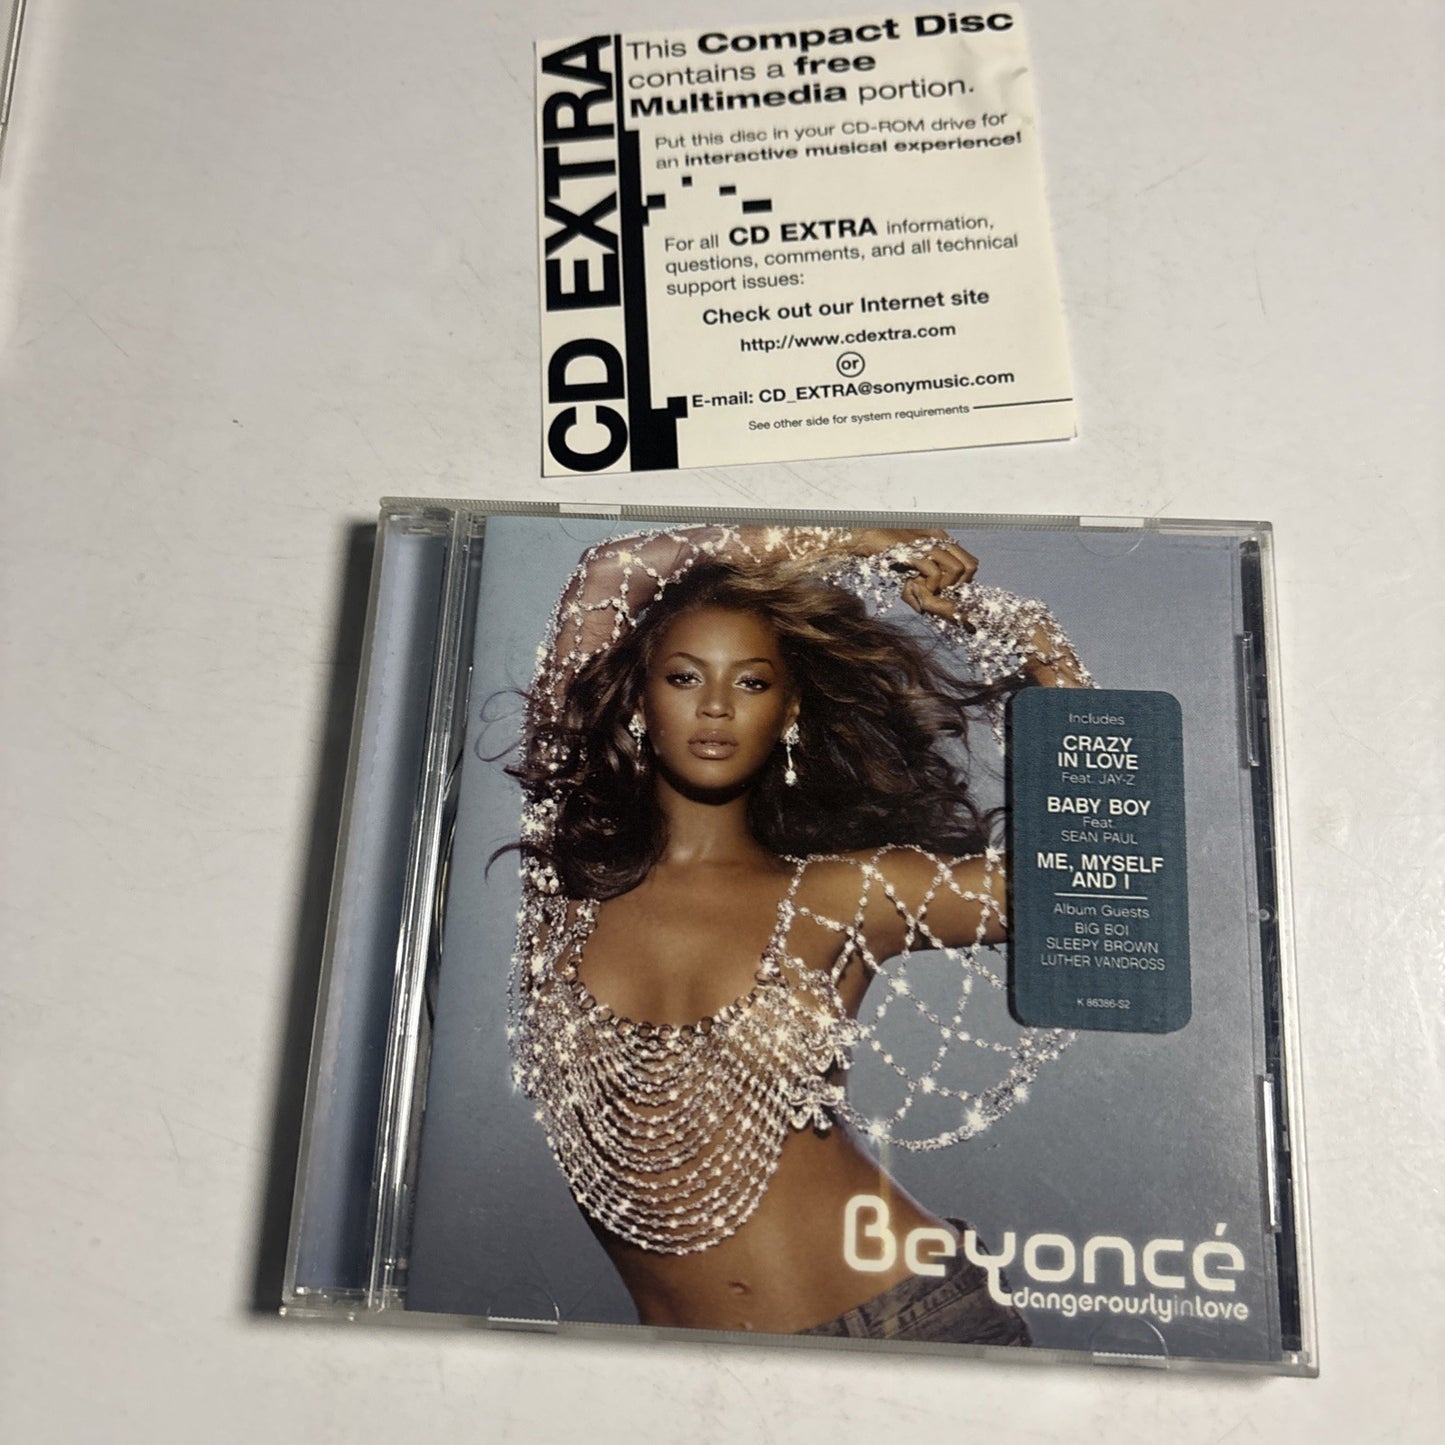 CD EXTRA
This Compact Disc
contains a free
Multimedia portion.
Put this disc in your CD-ROM drive for
an interactive musical experience!
For all CD EXTRA information,
questions, comments, and all technical
support issues:
Check out our Internet site
http://www.cdextra.com
or
E-mail: CD_EXTRA@sonymusic.com
See other side for system requirements
Includes
CRAZY
IN LOVE
Feat. JAY-Z
BABY BOY
Feat.
SEAN PAUL
ME, MYSELF
AND I
Album Guests
BIG BOI
SLEEPY BROWN
LUTHER VANDROSS
K 86386-S2
Beyoncé
dangerouslyinlove